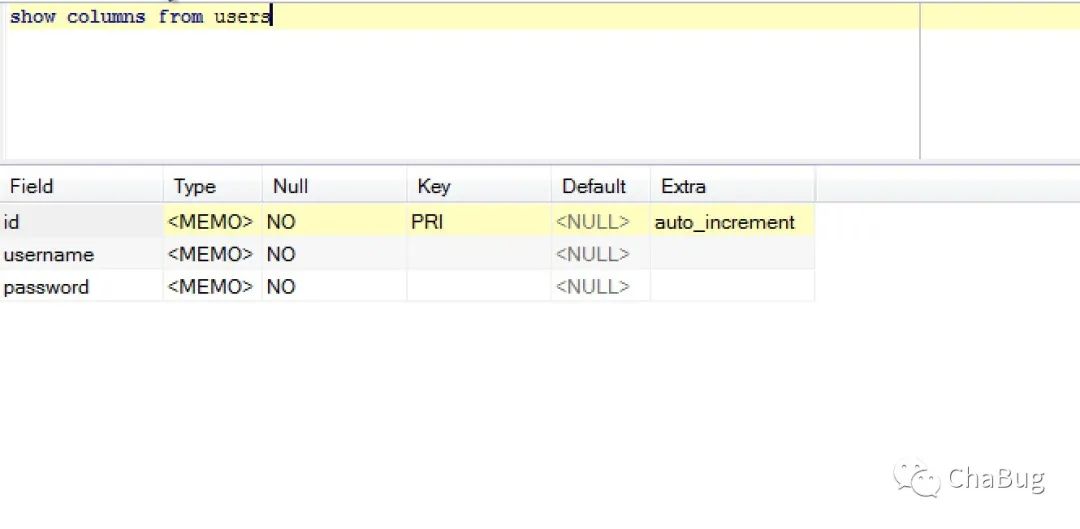 show columns from users
Field Type Null Key Default Extra
id <MEMO> NO PRI <NULL> auto_increment
username <MEMO> NO <NULL>
password <MEMO> NO <NULL>
ChaBug